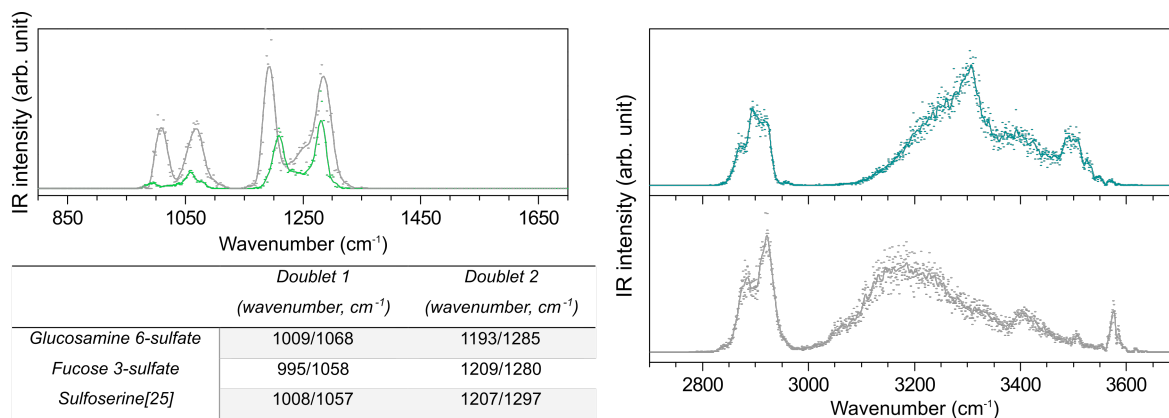 IR intensity (arb. unit)
850 1050 1250 1450 1650
Wavenumber (cm-1)
Doublet 1 Doublet 2
(wavenumber, cm-1) (wavenumber, cm-1)
Glucosamine 6-sulfate 1009/1068 1193/1285
Fucose 3-sulfate 995/1058 1209/1280
Sulfoserine[25] 1008/1057 1207/1297
IR intensity (arb. unit)
2800 3000 3200 3400 3600
Wavenumber (cm-1)